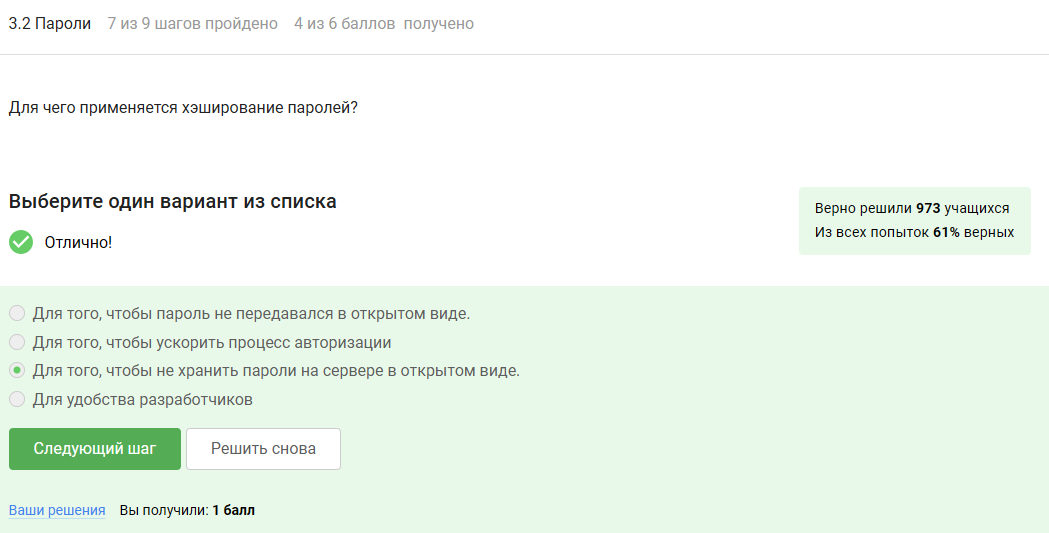 3.2 Пароли 7 из 9 шагов пройдено 4 из 6 баллов получено
Для чего применяется хэширование паролей?
Выберите один вариант из списка
Верно решили 973 учащихся
Из всех попыток 61% верных
Отлично!
Для того, чтобы пароль не передавался в открытом виде.
Для того, чтобы ускорить процесс авторизации
Для того, чтобы не хранить пароли на сервере в открытом виде.
Для удобства разработчиков
Следующий шаг Решить снова
Ваши решения Вы получили: 1 балл